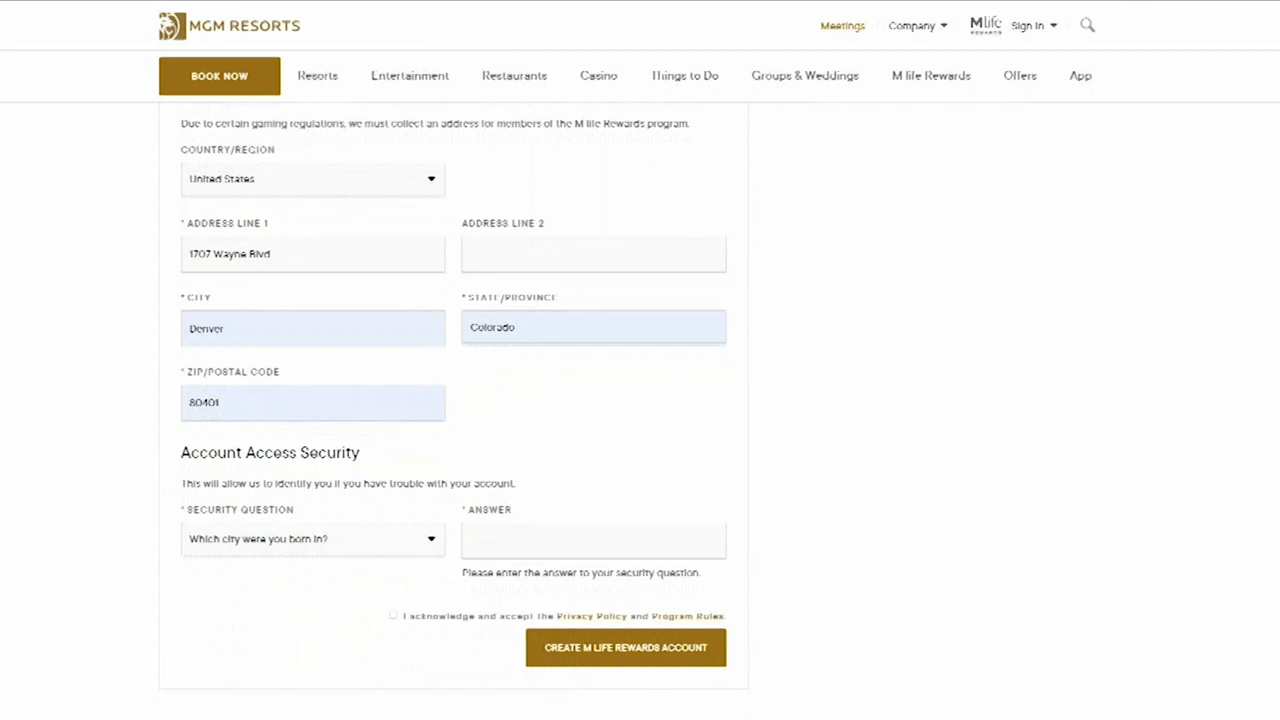 MGM RESORTS
Meetings
Company
M life REWARDS
Sign In
BOOK NOW
Resorts
Entertainment
Restaurants
Casino
Things to Do
Groups & Weddings
M life Rewards
Offers
App
Due to certain gaming regulations, we must collect an address for members of the M life Rewards program.
COUNTRY/REGION
United States
* ADDRESS LINE 1
ADDRESS LINE 2
1707 Wayne Blvd
* CITY
* STATE/PROVINCE
Denver
Colorado
* ZIP/POSTAL CODE
80401
Account Access Security
This will allow us to identify you if you have trouble with your account.
* SECURITY QUESTION
* ANSWER
Which city were you born in?
Please enter the answer to your security question.
I acknowledge and accept the Privacy Policy and Program Rules.
CREATE M LIFE REWARDS ACCOUNT